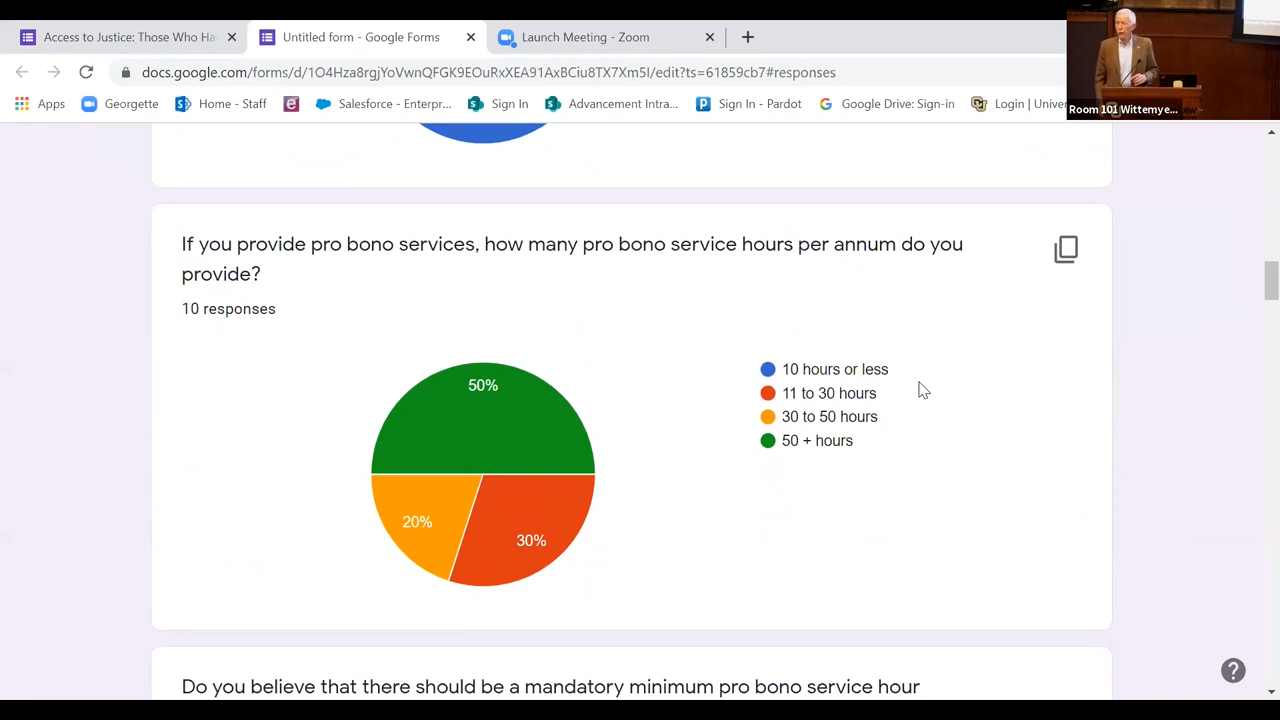 Access to Justice: Those Who Ha
Untitled form - Google Forms
Launch Meeting - Zoom
docs.google.com/forms/d/1O4Hza8rgjYoVwnQFGK9EOuRxXEA91AxBCiu8TX7Xm5I/edit?ts=61859cb7#responses
Apps
Georgette
Home - Staff
Salesforce - Enterpr...
Sign In
Advancement Intra...
Sign In - Pardot
Google Drive: Sign-in
Login | Univer
Room 101 Wittemye...
If you provide pro bono services, how many pro bono service hours per annum do you
provide?
10 responses
50%
20%
30%
10 hours or less
11 to 30 hours
30 to 50 hours
50 + hours
Do you believe that there should be a mandatory minimum pro bono service hour